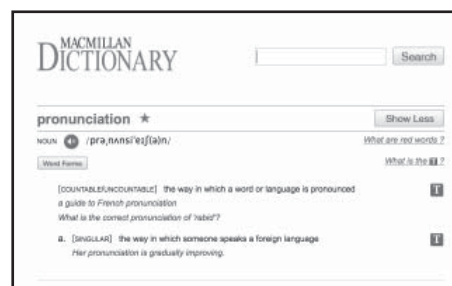 MACMILLAN
DICTIONARY
Search
pronunciation ★
Show Less
NOUN /prəˌnʌnsiˈeɪʃ(ə)n/
What are red words ?
Word Forms
What is the T ?
[COUNTABLE/UNCOUNTABLE] the way in which a word or language is pronounced
T
a guide to French pronunciation
What is the correct pronunciation of 'rabid'?
a. [SINGULAR] the way in which someone speaks a foreign language
T
Her pronunciation is gradually improving.